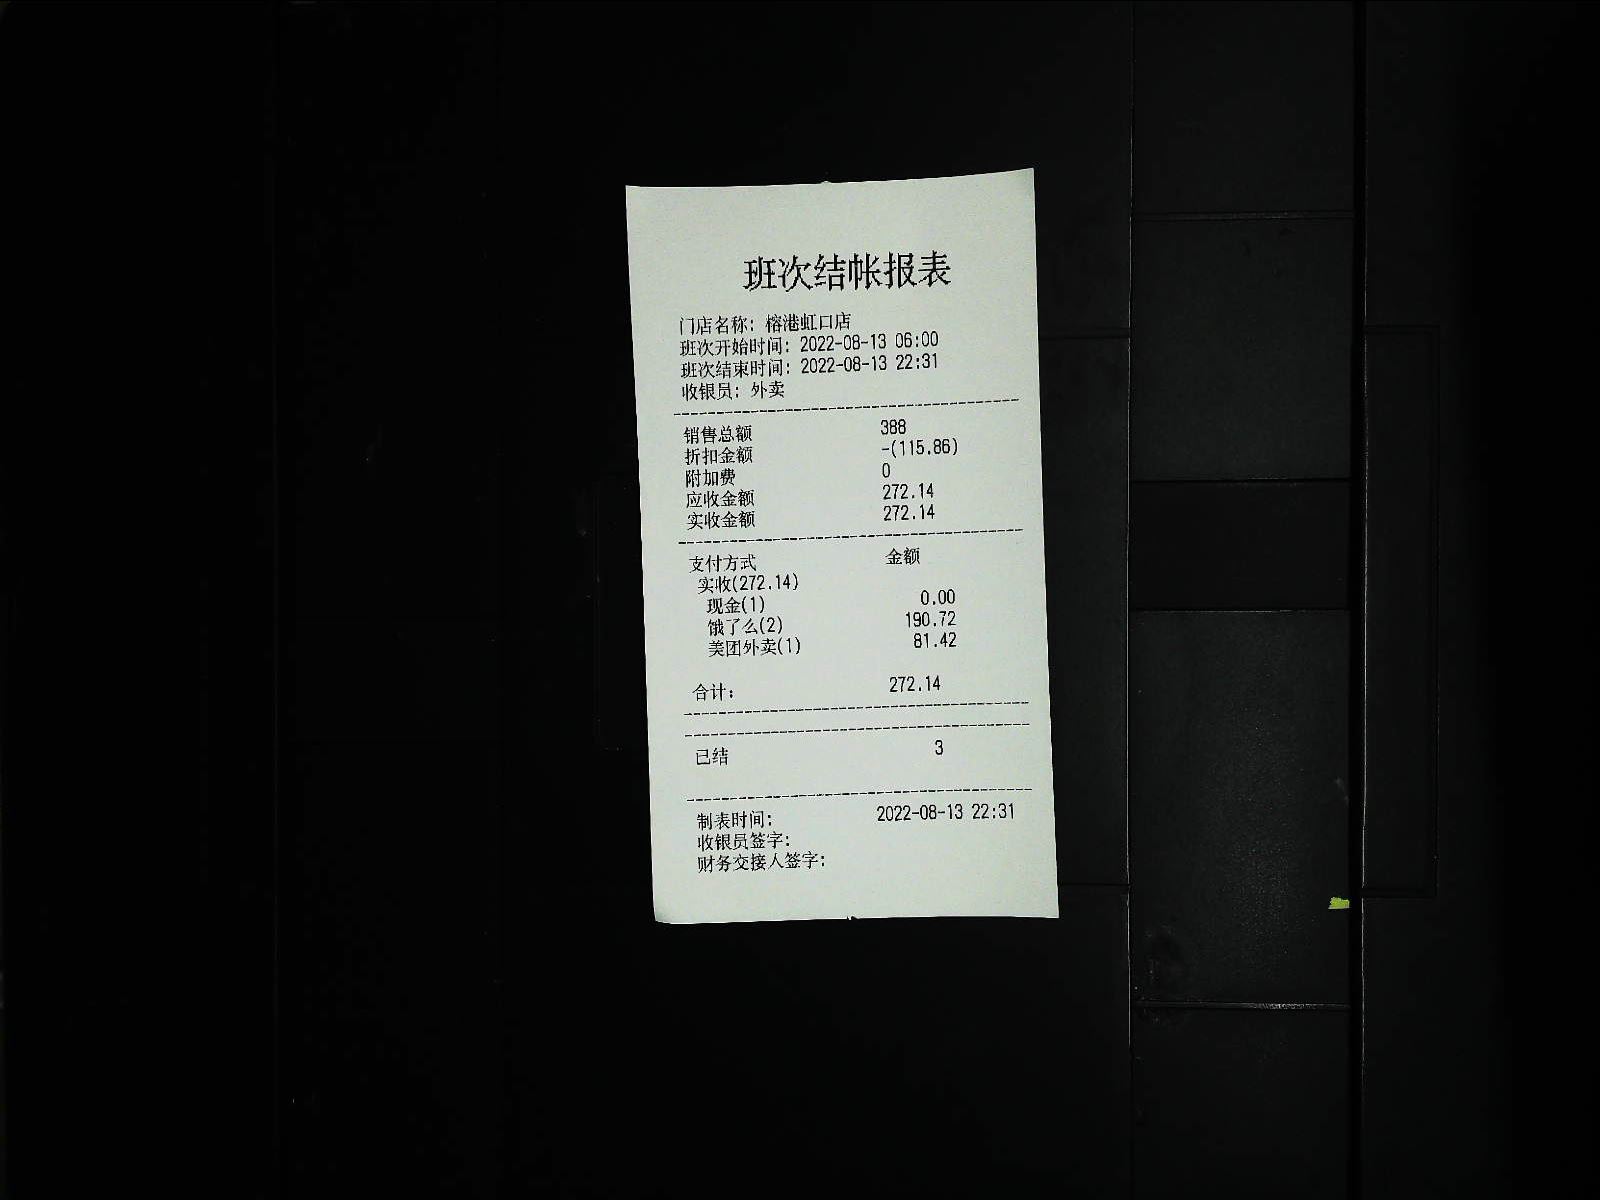 班次结帐报表
门店名称: 榕港虹口店
班次开始时间: 2022-08-13 06:00
班次结束时间: 2022-08-13 22:31
收银员: 外卖
销售总额 388
折扣金额 -(115.86)
附加费 0
应收金额 272.14
实收金额 272.14
支付方式 金额
实收(272.14)
现金(1) 0.00
饿了么(2) 190.72
美团外卖(1) 81.42
合计: 272.14
已结 3
制表时间: 2022-08-13 22:31
收银员签字:
财务交接人签字: